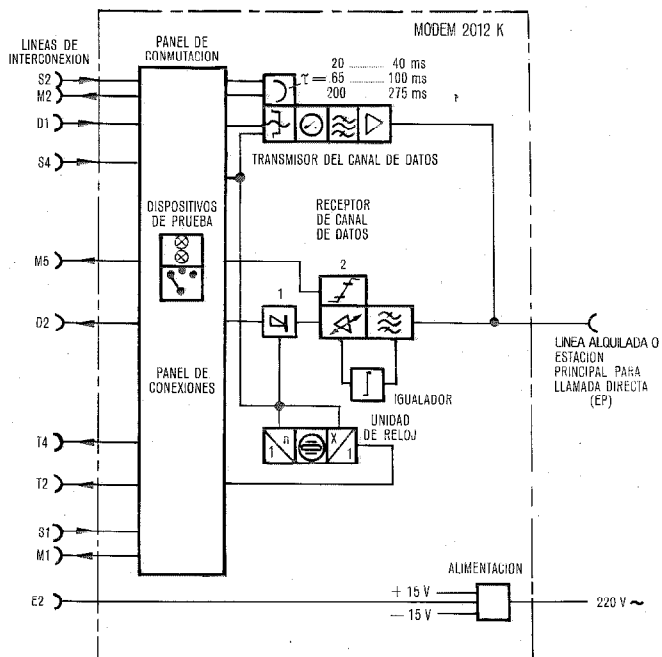 MODEM 2012 K
LINEAS DE
INTERCONEXION
PANEL DE
CONMUTACION
S2
M2
D1
S4
M5
D2
T4
T2
S1
M1
E2
20 ........ 40 ms
τ = 65 ........ 100 ms
200 275 ms
TRANSMISOR DEL CANAL DE DATOS
DISPOSITIVOS
DE PRUEBA
RECEPTOR
DE CANAL
DE DATOS
1
2
PANEL DE
CONEXIONES
IGUALADOR
UNIDAD
DE RELOJ
1 n
X 1
LINEA ALQUILADA O
ESTACION
PRINCIPAL PARA
LLAMADA DIRECTA
(EP)
ALIMENTACION
+ 15 V
— 15 V
220 V ~